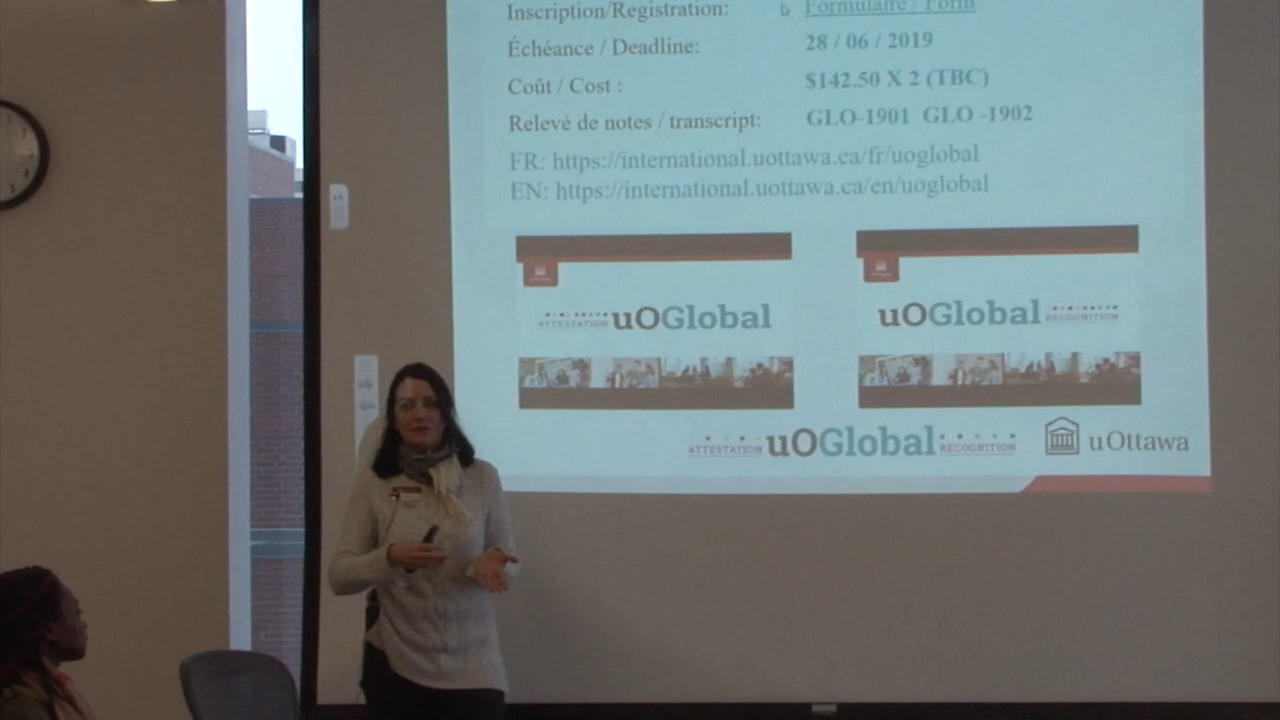 Inscription/Registration: Formulaire / Form
Échéance / Deadline: 28 / 06 / 2019
Coût / Cost : $142.50 X 2 (TBC)
Relevé de notes / transcript: GLO-1901 GLO -1902
FR: https://international.uottawa.ca/fr/uoglobal
EN: https://international.uottawa.ca/en/uoglobal
ATTESTATION uOGlobal
uOGlobal RECOGNITION
ATTESTATION uOGlobal RECOGNITION
uOttawa